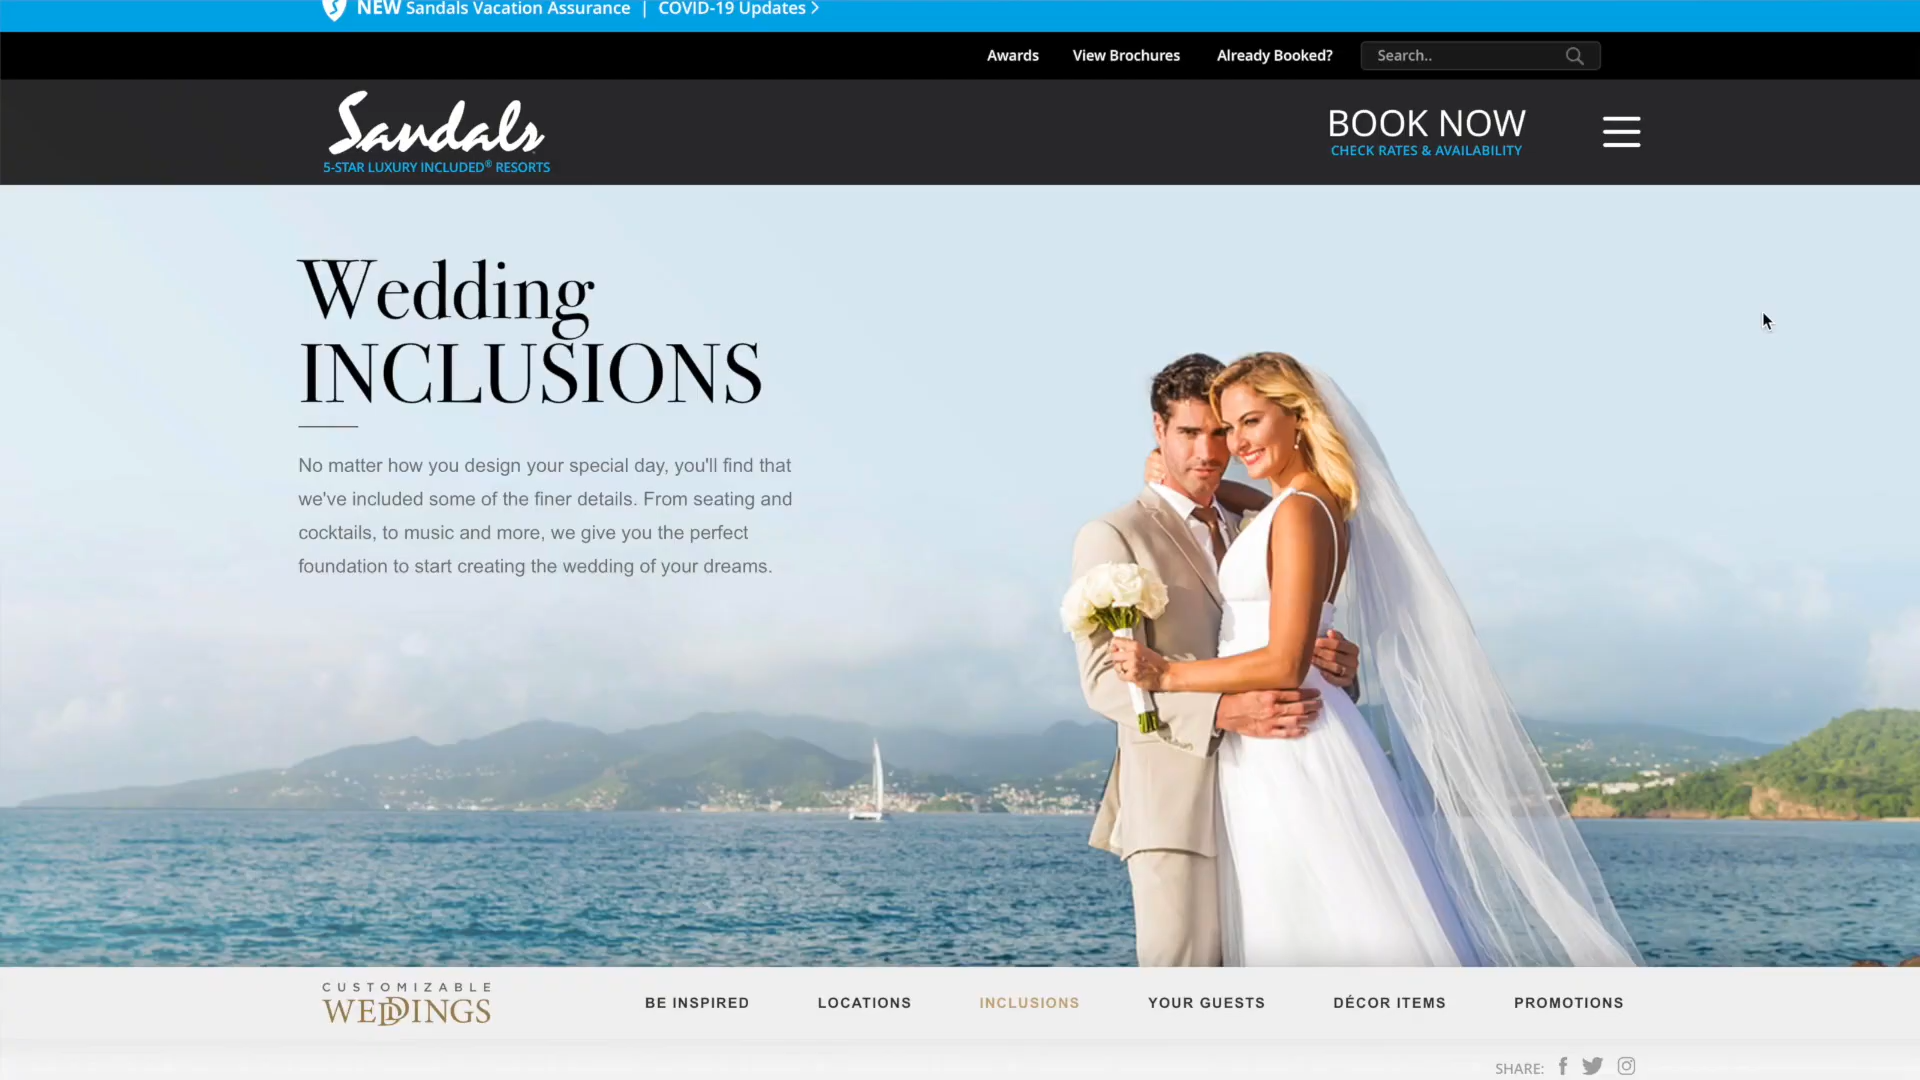 NEW Sandals Vacation Assurance | COVID-19 Updates >
Awards View Brochures Already Booked? Search..
Sandals
5-STAR LUXURY INCLUDED® RESORTS
BOOK NOW
CHECK RATES & AVAILABILITY
Wedding
INCLUSIONS
No matter how you design your special day, you'll find that
we've included some of the finer details. From seating and
cocktails, to music and more, we give you the perfect
foundation to start creating the wedding of your dreams.
CUSTOMIZABLE
WEDDINGS
BE INSPIRED LOCATIONS INCLUSIONS YOUR GUESTS DÉCOR ITEMS PROMOTIONS
SHARE: